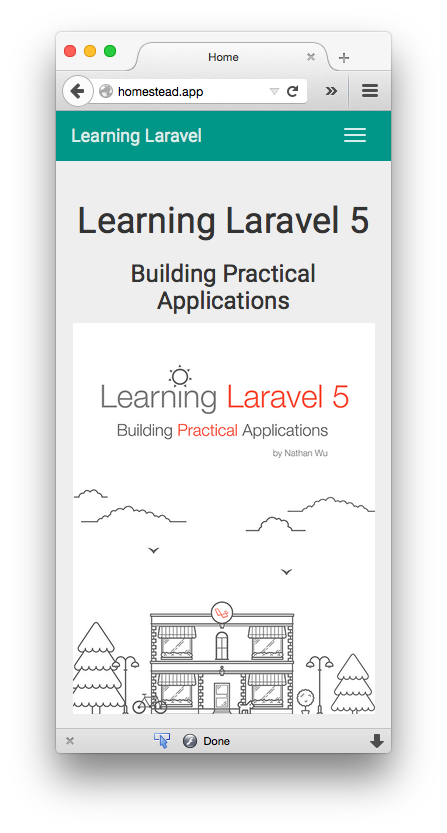 Home
homestead.app
Learning Laravel
Learning Laravel 5
Building Practical
Applications
Learning Laravel 5
Building Practical Applications
by Nathan Wu
Done